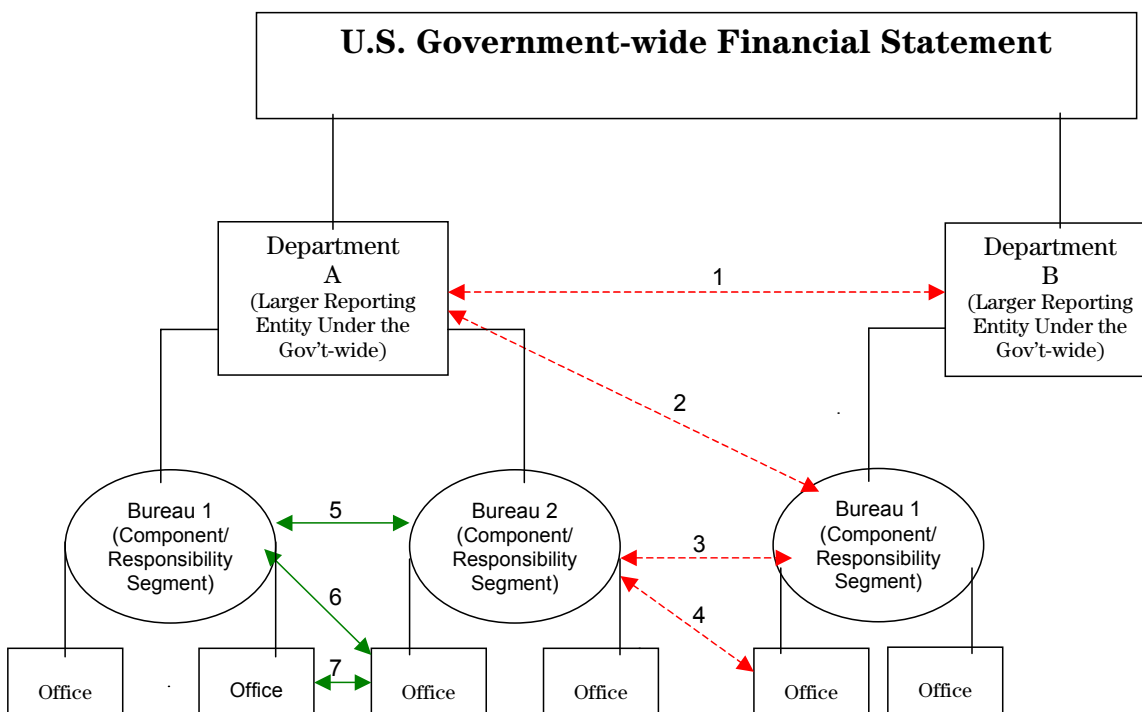 U.S. Government-wide Financial Statement
Department
A
(Larger Reporting
Entity Under the
Gov't-wide)
Department
B
(Larger Reporting
Entity Under the
Gov't-wide)
1
2
Bureau 1
(Component/
Responsibility
Segment)
5
Bureau 2
(Component/
Responsibility
Segment)
3
Bureau 1
(Component/
Responsibility
Segment)
6
4
7
Office
Office
Office
Office
Office
Office